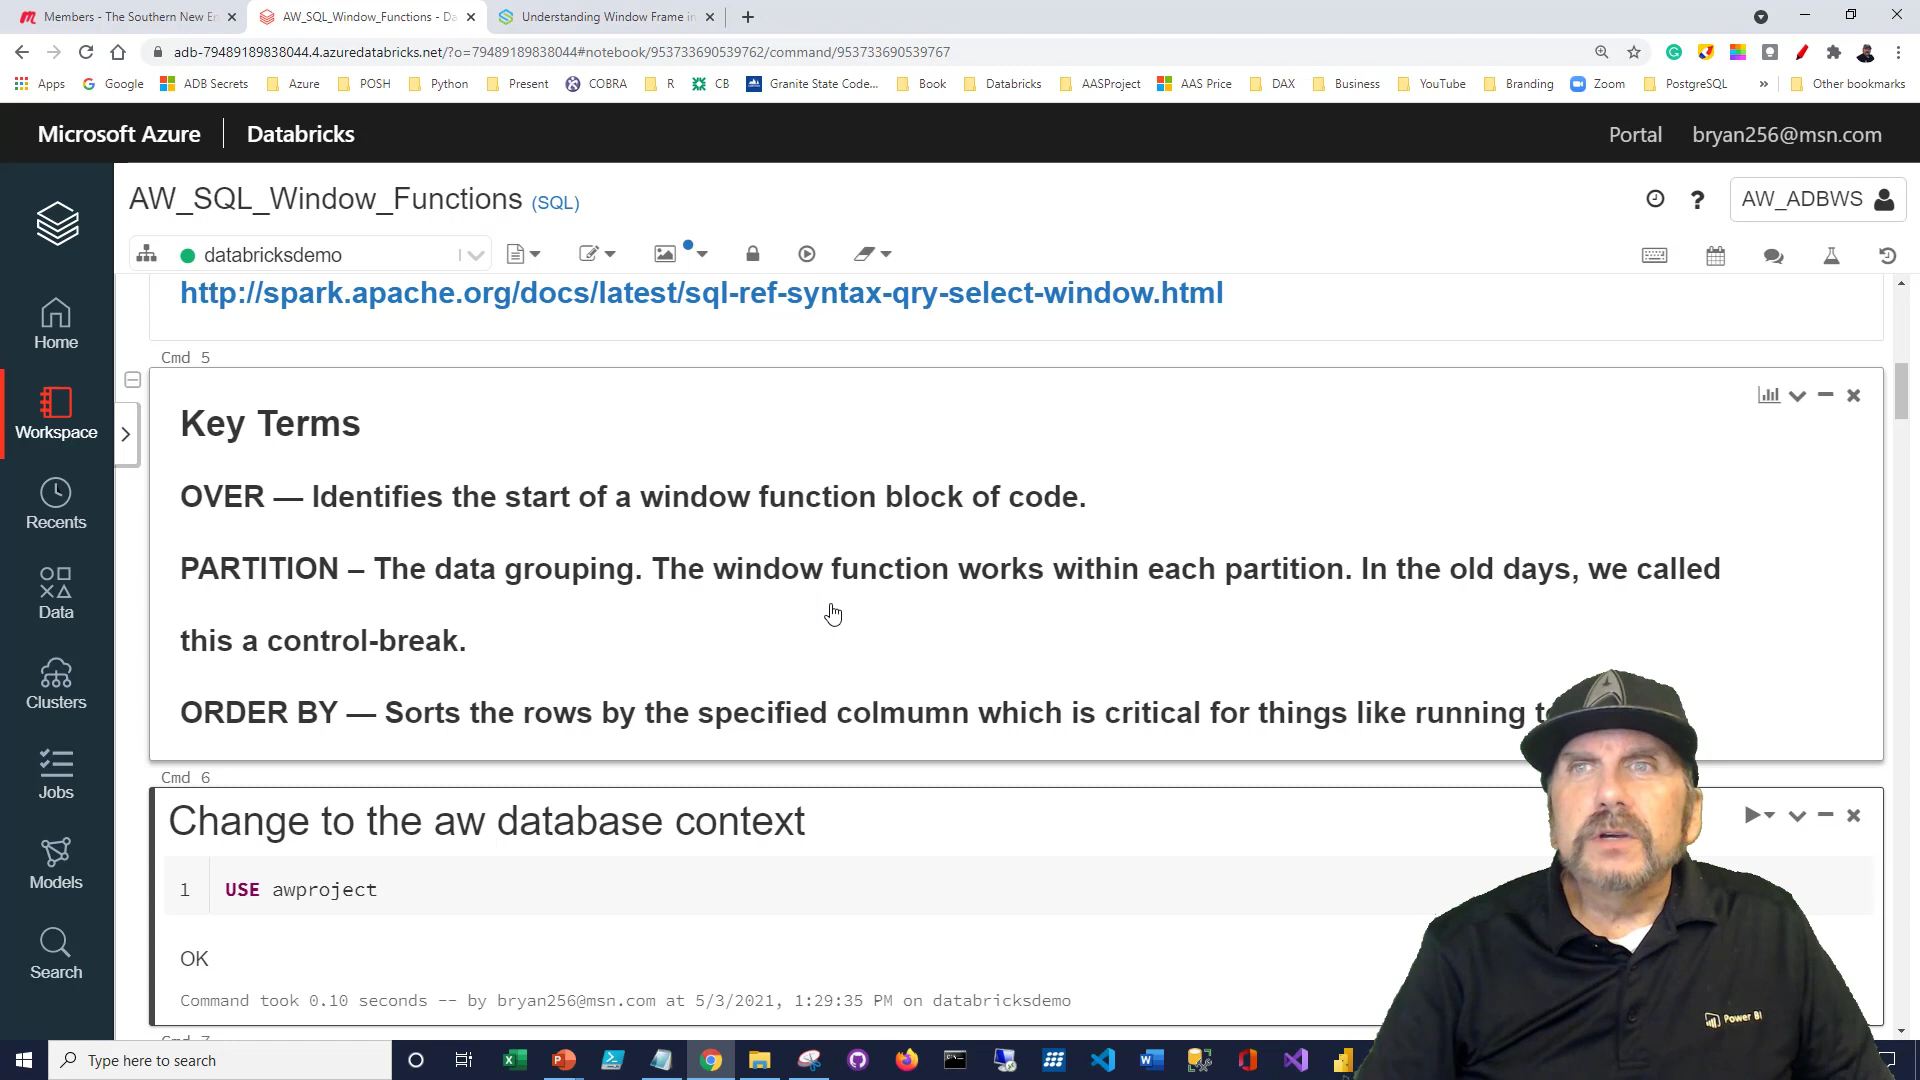 Members - The Southern New En
AW_SQL_Window_Functions - Da
Understanding Window Frame in
adb-79489189838044.4.azuredatabricks.net/?o=79489189838044#notebook/953733690539762/command/953733690539767
Apps Google ADB Secrets Azure POSH Python Present COBRA R CB Granite State Code... Book Databricks AASProject AAS Price DAX Business YouTube Branding Zoom PostgreSQL » Other bookmarks
Microsoft Azure Databricks Portal bryan256@msn.com
AW_SQL_Window_Functions (SQL)
AW_ADBWS
databricksdemo
http://spark.apache.org/docs/latest/sql-ref-syntax-qry-select-window.html
Home
Workspace
Recents
Data
Clusters
Jobs
Models
Search
Cmd 5
Key Terms
OVER — Identifies the start of a window function block of code.
PARTITION – The data grouping. The window function works within each partition. In the old days, we called
this a control-break.
ORDER BY — Sorts the rows by the specified colmumn which is critical for things like running
Cmd 6
Change to the aw database context
1 USE awproject
OK
Command took 0.10 seconds -- by bryan256@msn.com at 5/3/2021, 1:29:35 PM on databricksdemo
Power BI
Type here to search